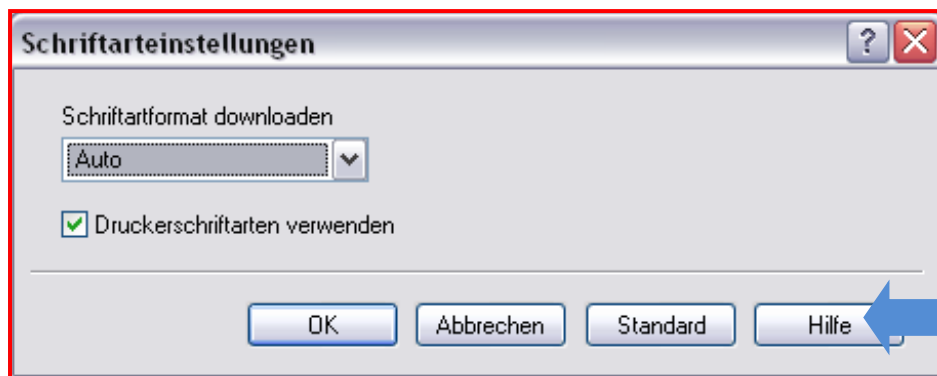 Schriftarteinstellungen
Schriftartformat downloaden
Auto
Druckerschriftarten verwenden
OK Abbrechen Standard Hilfe